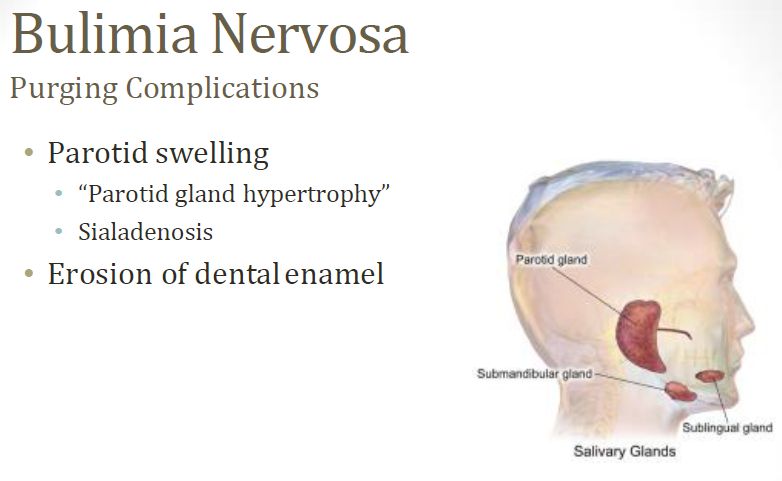 Bulimia Nervosa
Purging Complications
• Parotid swelling
• “Parotid gland hypertrophy”
• Sialadenosis
• Erosion of dental enamel
Parotid gland
Submandibular gland
Sublingual gland
Salivary Glands